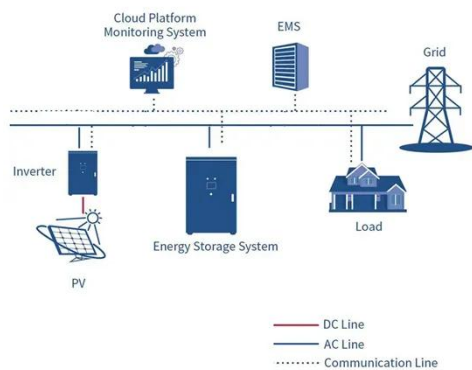 Cloud Platform
Monitoring System
EMS
Grid
Inverter
Energy Storage System
Load
PV
DC Line
AC Line
Communication Line